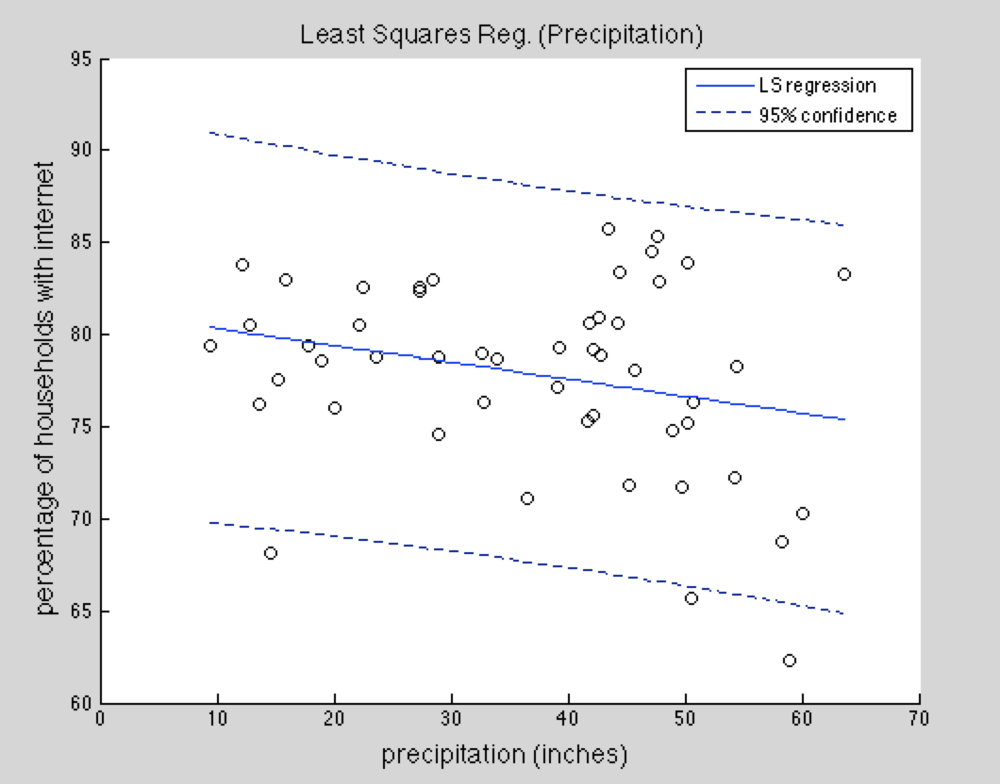 Least Squares Reg. (Precipitation)
LS regression
95% confidence
percentage of households with internet
95
90
85
80
75
70
65
60
0 10 20 30 40 50 60 70
precipitation (inches)